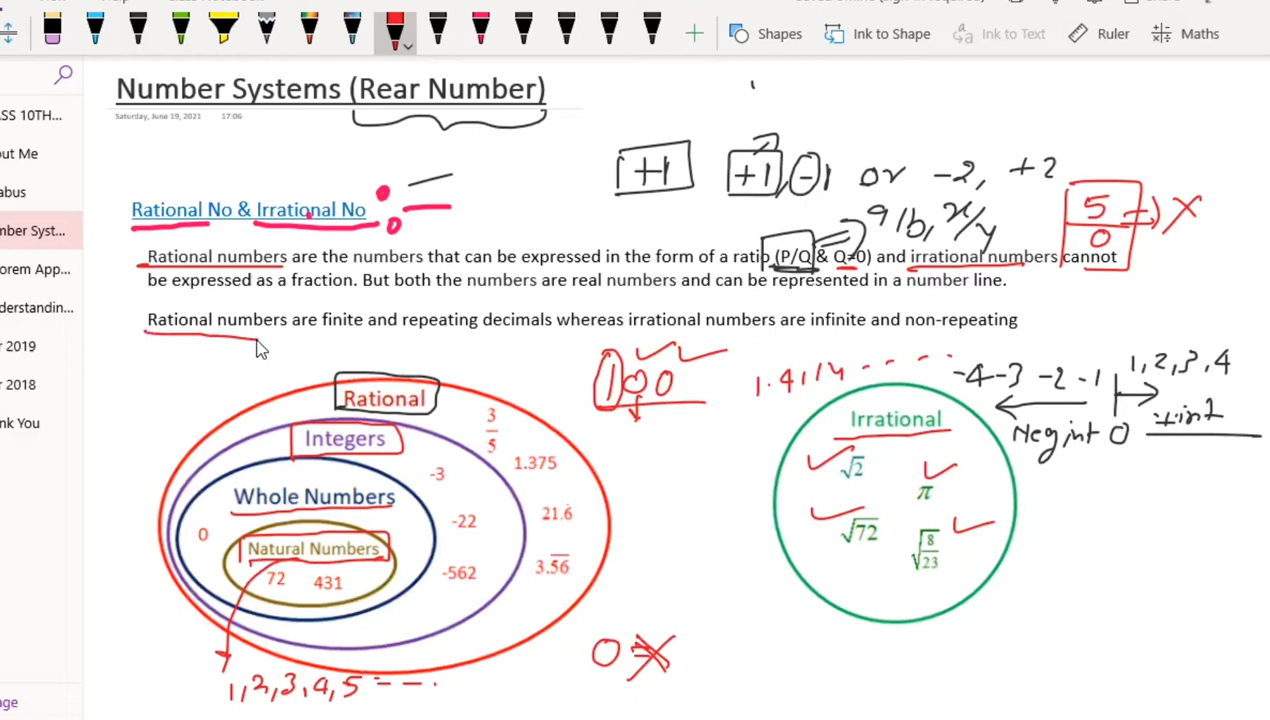 Shapes Ink to Shape Ink to Text Ruler Maths
Number Systems (Rear Number)
Saturday, June 19, 2021 17:06
ASS 10TH...
out Me
abus
mber Syst...
orem App...
derstandin...
r 2019
r 2018
nk You
ge
+1 +1, -1 or -2, +2
a/b, x/y
5
0
Rational No & Irrational No
Rational numbers are the numbers that can be expressed in the form of a ratio (P/Q & Q≠0) and irrational numbers cannot
be expressed as a fraction. But both the numbers are real numbers and can be represented in a number line.
Rational numbers are finite and repeating decimals whereas irrational numbers are infinite and non-repeating
100
1.4114 - - - - -
-4 -3 -2 -1
1, 2, 3, 4
Neg int 0 +int
Rational
Integers
Whole Numbers
Natural Numbers
0
72 431
-3
-22
-562
3/5
1.375
21.6̇
3.5̅6̅
1, 2, 3, 4, 5 - - - .
0
Irrational
√2
π
√72
√8/23